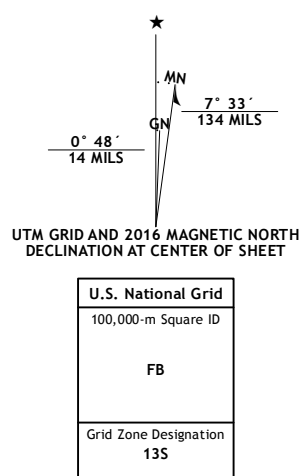 ★
MN
7° 33´
134 MILS
GN
0° 48´
14 MILS
UTM GRID AND 2016 MAGNETIC NORTH
DECLINATION AT CENTER OF SHEET
U.S. National Grid
100,000-m Square ID
FB
Grid Zone Designation
13S